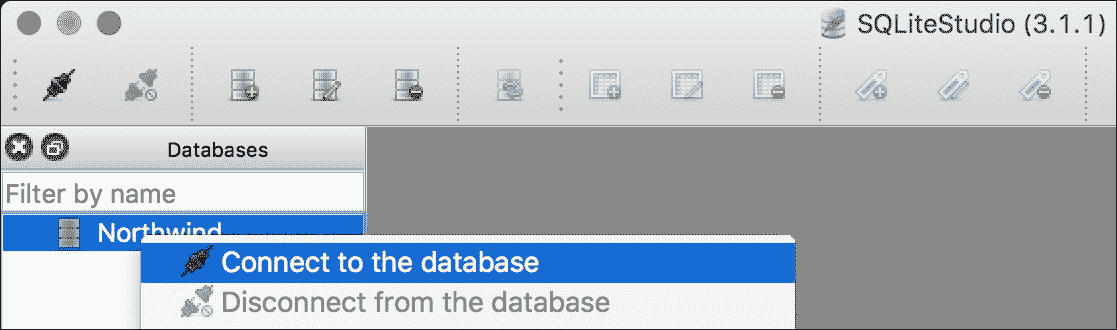 SQLiteStudio (3.1.1)
Databases
Filter by name
Northwind
Connect to the database
Disconnect from the database